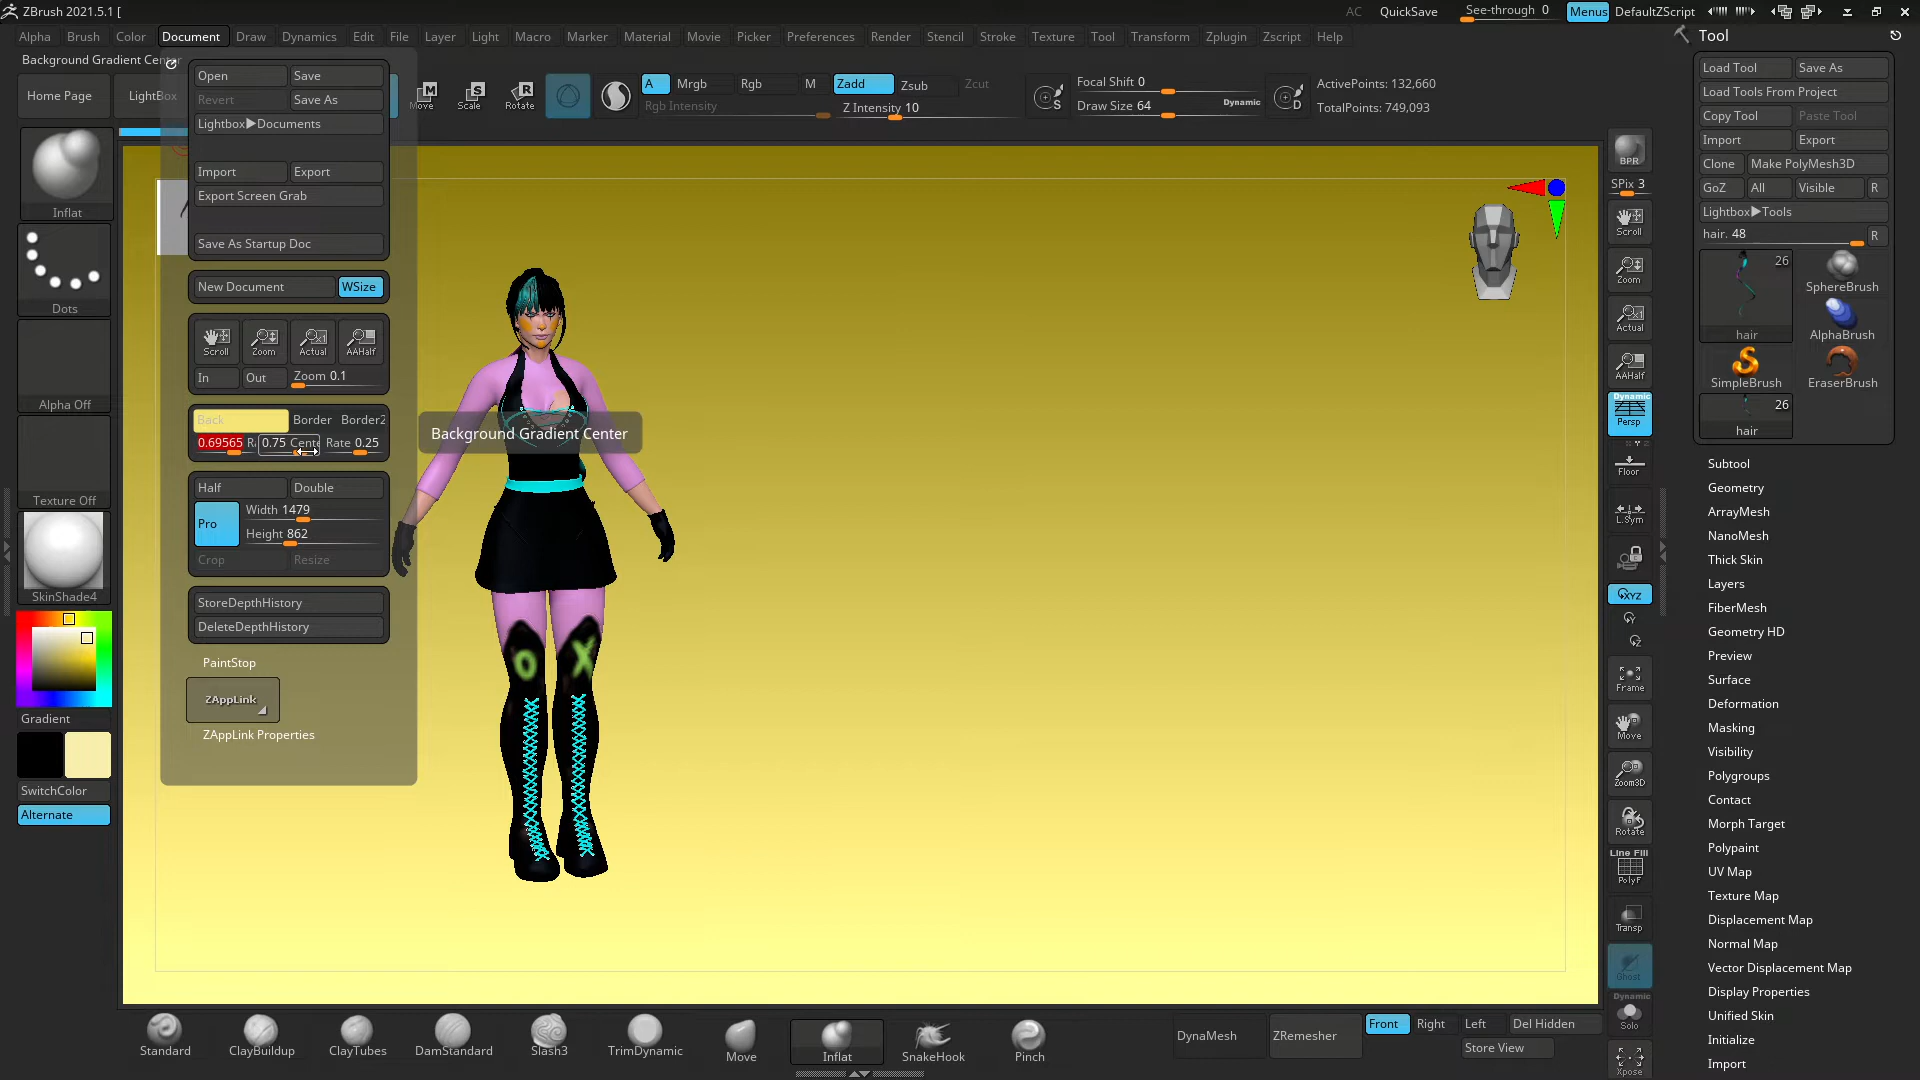 ZBrush 2021.5.1 [
AC QuickSave See-through 0 Menus DefaultZScript
Alpha Brush Color Document Draw Dynamics Edit File Layer Light Macro Marker Material Movie Picker Preferences Render Stencil Stroke Texture Tool Transform Zplugin Zscript Help
Background Gradient Cent
Home Page LightBox
Open Save
Revert Save As
Lightbox▶Documents
Import Export
Export Screen Grab
Save As Startup Doc
New Document WSize
Scroll Zoom Actual AAHalf
In Out Zoom 0.1
Back Border Border2
0.69565 R 0.75 Cent Rate 0.25
Half Double
Pro Width 1479
Height 862
Crop Resize
StoreDepthHistory
DeleteDepthHistory
PaintStop
ZAppLink
ZAppLink Properties
Background Gradient Center
M Move
S Scale
R Rotate
A Mrgb Rgb M
Rgb Intensity
Zadd Zsub Zcut
Z Intensity 10
S Focal Shift 0
Draw Size 64 Dynamic
D
ActivePoints: 132,660
TotalPoints: 749,093
Inflat
Dots
Alpha Off
Texture Off
SkinShade4
Gradient
SwitchColor
Alternate
O X
BPR
SPix 3
Scroll
Zoom
Actual
AAHalf
Dynamic
Persp
Floor
L.Sym
XYZ
Y
Z
Frame
Move
Zoom3D
Rotate
Line Fill
PolyF
Transp
Ghost
Dynamic
Solo
Xpose
Tool
Load Tool Save As
Load Tools From Project
Copy Tool Paste Tool
Import Export
Clone Make PolyMesh3D
GoZ All Visible R
Lightbox▶Tools
hair. 48 R
26
hair
SphereBrush
AlphaBrush
SimpleBrush
EraserBrush
26
hair
Subtool
Geometry
ArrayMesh
NanoMesh
Thick Skin
Layers
FiberMesh
Geometry HD
Preview
Surface
Deformation
Masking
Visibility
Polygroups
Contact
Morph Target
Polypaint
UV Map
Texture Map
Displacement Map
Normal Map
Vector Displacement Map
Display Properties
Unified Skin
Initialize
Import
Standard ClayBuildup ClayTubes DamStandard Slash3 TrimDynamic Move Inflat SnakeHook Pinch
DynaMesh ZRemesher
Front Right Left Del Hidden
Store View